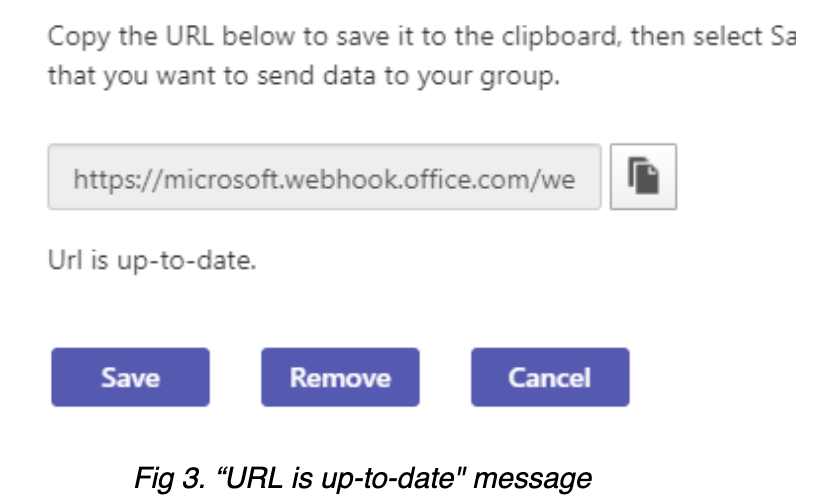 Copy the URL below to save it to the clipboard, then select Sa
that you want to send data to your group.
https://microsoft.webhook.office.com/we
Url is up-to-date.
Save Remove Cancel
Fig 3. “URL is up-to-date" message